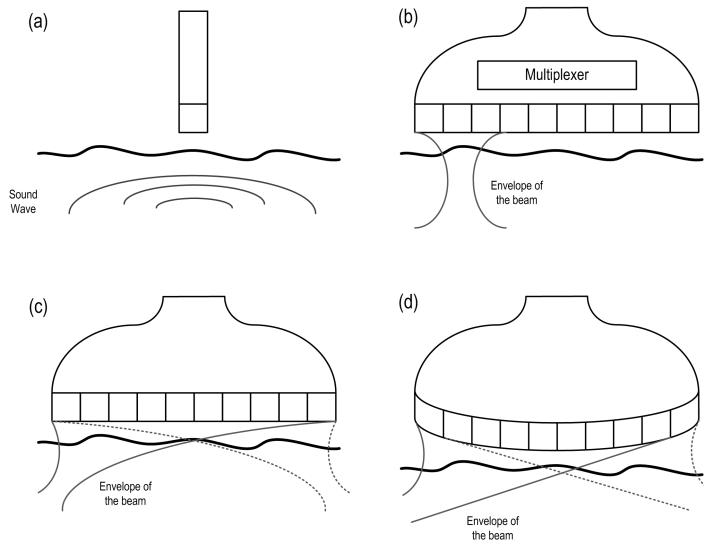 (a)
Sound
Wave
(b)
Multiplexer
Envelope of
the beam
(c)
Envelope of
the beam
(d)
Envelope of
the beam